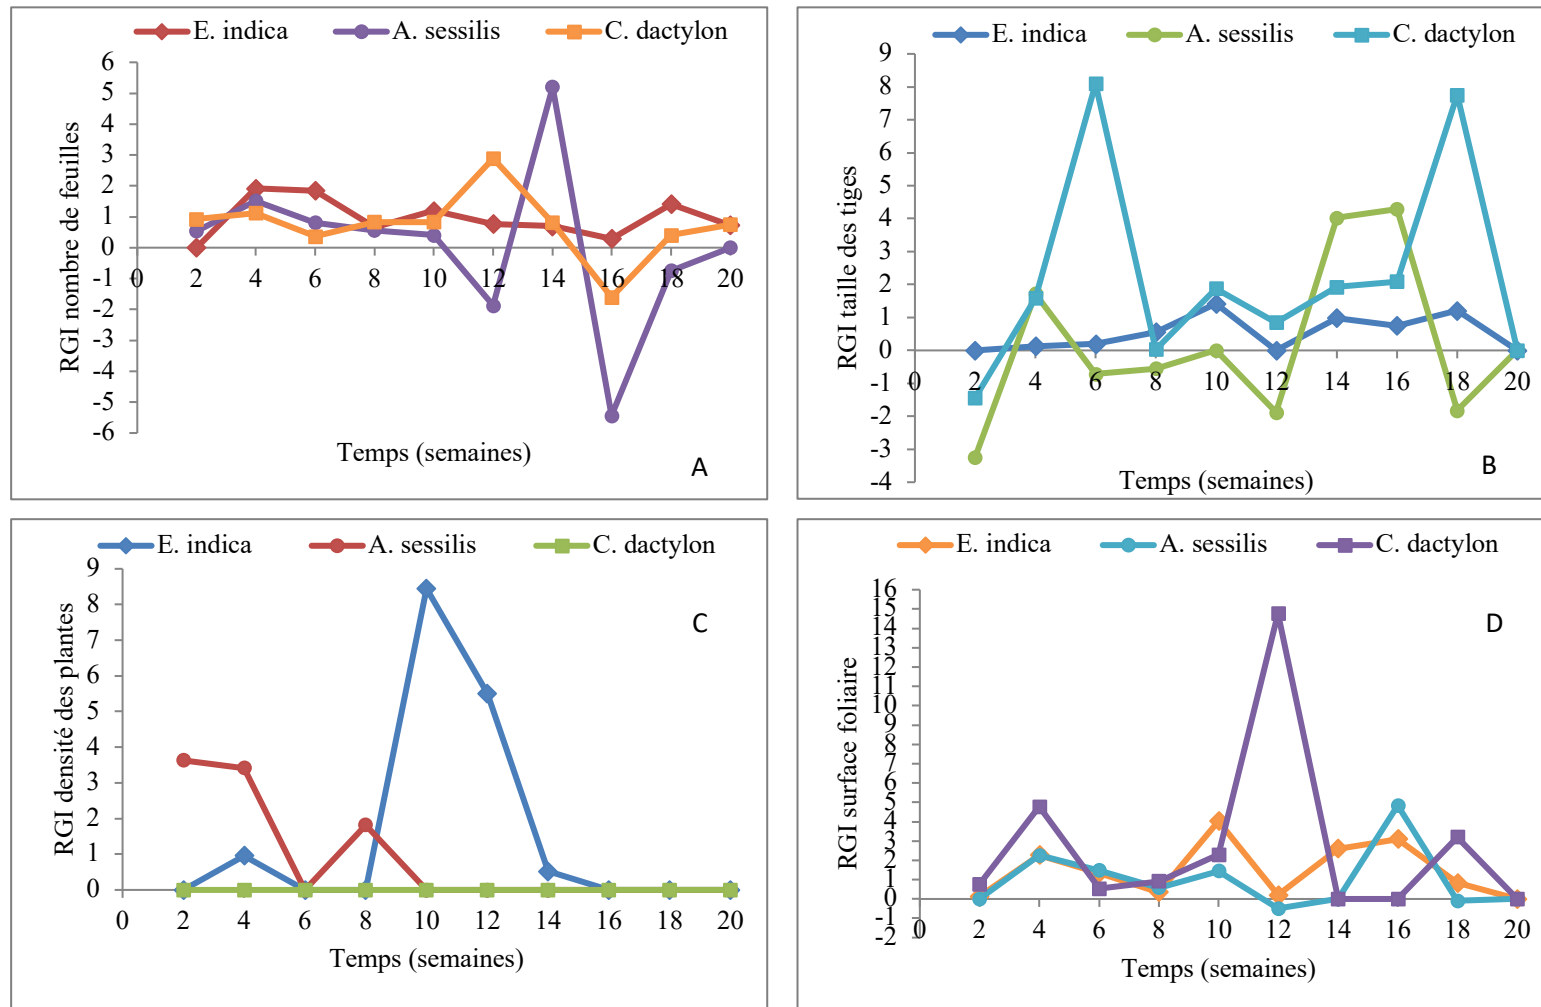 E. indica A. sessilis C. dactylon
6
5
4
3
2
1
0
-1
-2
-3
-4
-5
-6
0 2 4 6 8 10 12 14 16 18 20
RGI nombre de feuilles
Temps (semaines)
A
E. indica A. sessilis C. dactylon
9
8
7
6
5
4
3
2
1
0
-1
-2
-3
-4
0 2 4 6 8 10 12 14 16 18 20
RGI taille des tiges
Temps (semaines)
B
E. indica A. sessilis C. dactylon
9
8
7
6
5
4
3
2
1
0
0 2 4 6 8 10 12 14 16 18 20
RGI densité des plantes
Temps (semaines)
C
E. indica A. sessilis C. dactylon
16
15
14
13
12
11
10
9
8
7
6
5
4
3
2
1
0
-1
-2
0 2 4 6 8 10 12 14 16 18 20
RGI surface foliaire
Temps (semaines)
D